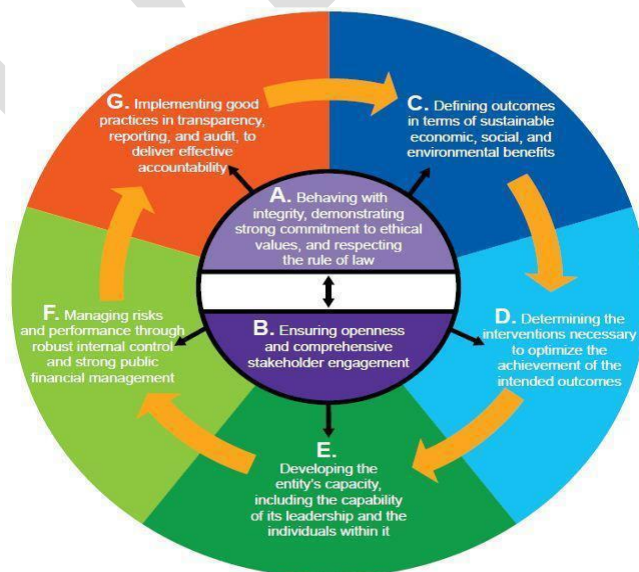 G. Implementing good
practices in transparency,
reporting, and audit, to
deliver effective
accountability
C. Defining outcomes
in terms of sustainable
economic, social, and
environmental benefits
A. Behaving with
integrity, demonstrating
strong commitment to ethical
values, and respecting
the rule of law
B. Ensuring openness
and comprehensive
stakeholder engagement
F. Managing risks
and performance through
robust internal control
and strong public
financial management
D. Determining the
interventions necessary
to optimize the
achievement of the
intended outcomes
E.
Developing the
entity's capacity,
including the capability
of its leadership and the
individuals within it